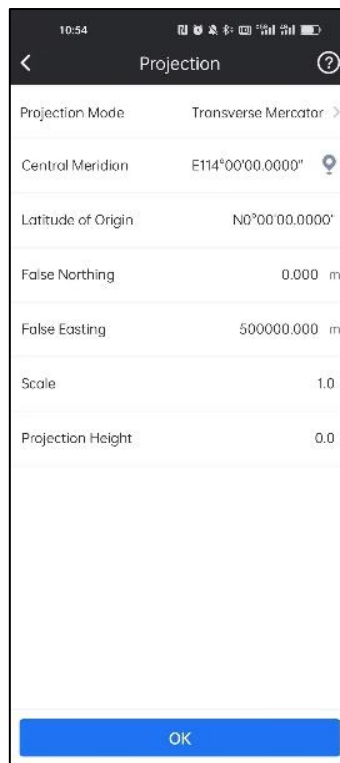 10:54
Projection
Projection Mode Transverse Mercator
Central Meridian E114°00'00.0000"
Latitude of Origin N0°00'00.0000"
False Northing 0.000 m
False Easting 500000.000 m
Scale 1.0
Projection Height 0.0
OK